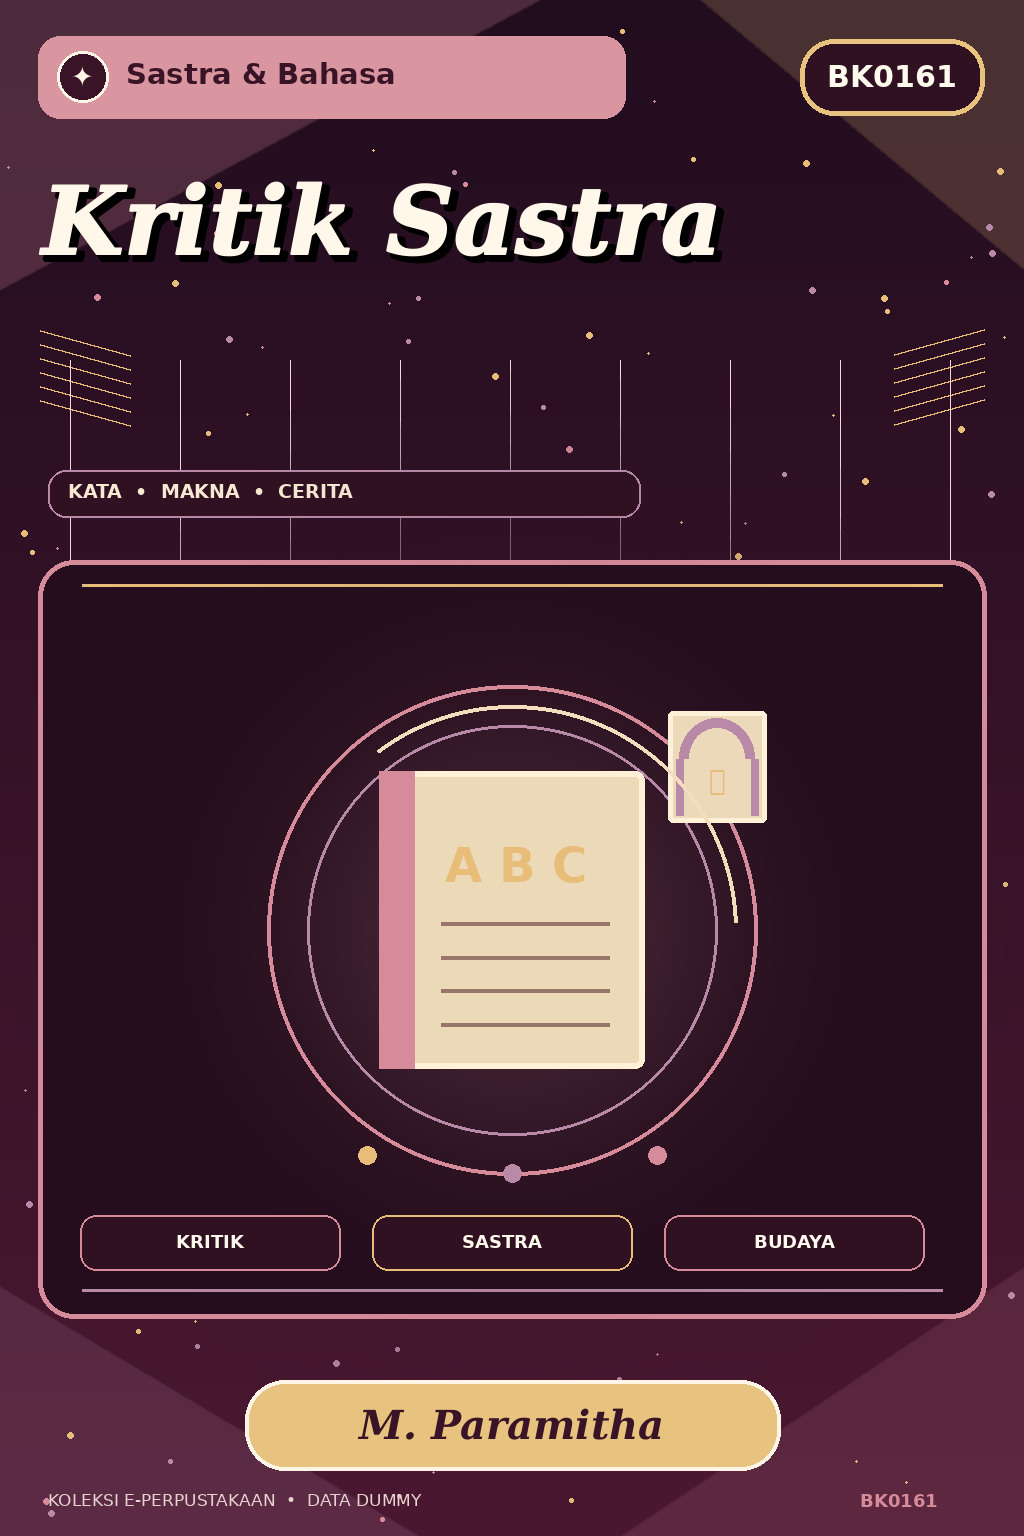 Sastra & Bahasa
BK0161
Kritik Sastra
KATA • MAKNA • CERITA
A B C
KRITIK
SASTRA
BUDAYA
M. Paramitha
KOLEKSI E-PERPUSTAKAAN • DATA DUMMY
BK0161